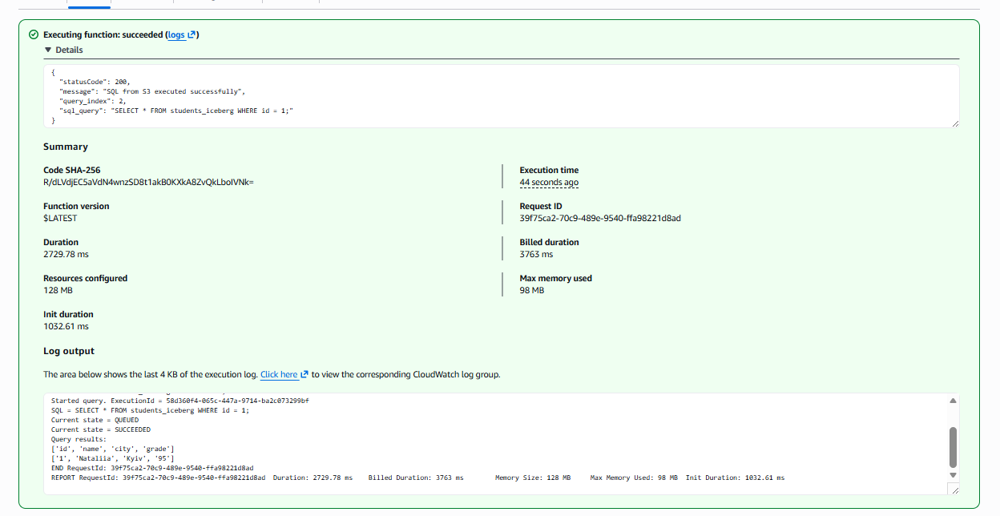 Executing function: succeeded (logs)
Details
{
"statusCode": 200,
"message": "SQL from S3 executed successfully",
"query_index": 2,
"sql_query": "SELECT * FROM students_iceberg WHERE id = 1;"
}
Summary
Code SHA-256
R/dLVdjEC5aVdN4wnzSD8t1akB0KXkA8ZvQkLboIVNk=
Execution time
44 seconds ago
Function version
$LATEST
Request ID
39f75ca2-70c9-489e-9540-ffa98221d8ad
Duration
2729.78 ms
Billed duration
3763 ms
Resources configured
128 MB
Max memory used
98 MB
Init duration
1032.61 ms
Log output
The area below shows the last 4 KB of the execution log. Click here to view the corresponding CloudWatch log group.
Started query. ExecutionId = 58d360f4-065c-447a-9714-ba2c073299bf
SQL = SELECT * FROM students_iceberg WHERE id = 1;
Current state = QUEUED
Current state = SUCCEEDED
Query results:
['id', 'name', 'city', 'grade']
['1', 'Nataliia', 'Kyiv', '95']
END RequestId: 39f75ca2-70c9-489e-9540-ffa98221d8ad
REPORT RequestId: 39f75ca2-70c9-489e-9540-ffa98221d8ad Duration: 2729.78 ms Billed Duration: 3763 ms Memory Size: 128 MB Max Memory Used: 98 MB Init Duration: 1032.61 ms